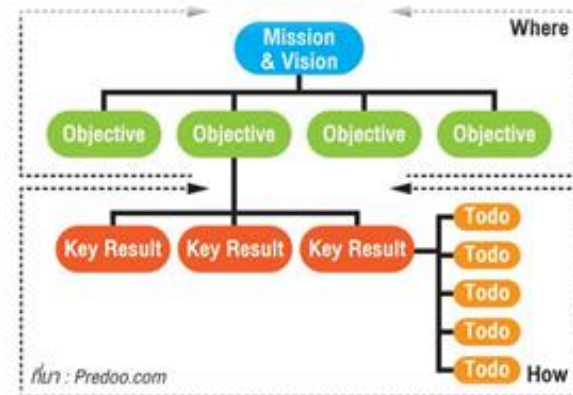 Where
Mission
& Vision
Objective Objective Objective Objective
Key Result Key Result Key Result
Todo
Todo
Todo
Todo
Todo
How
ที่มา : Predoo.com